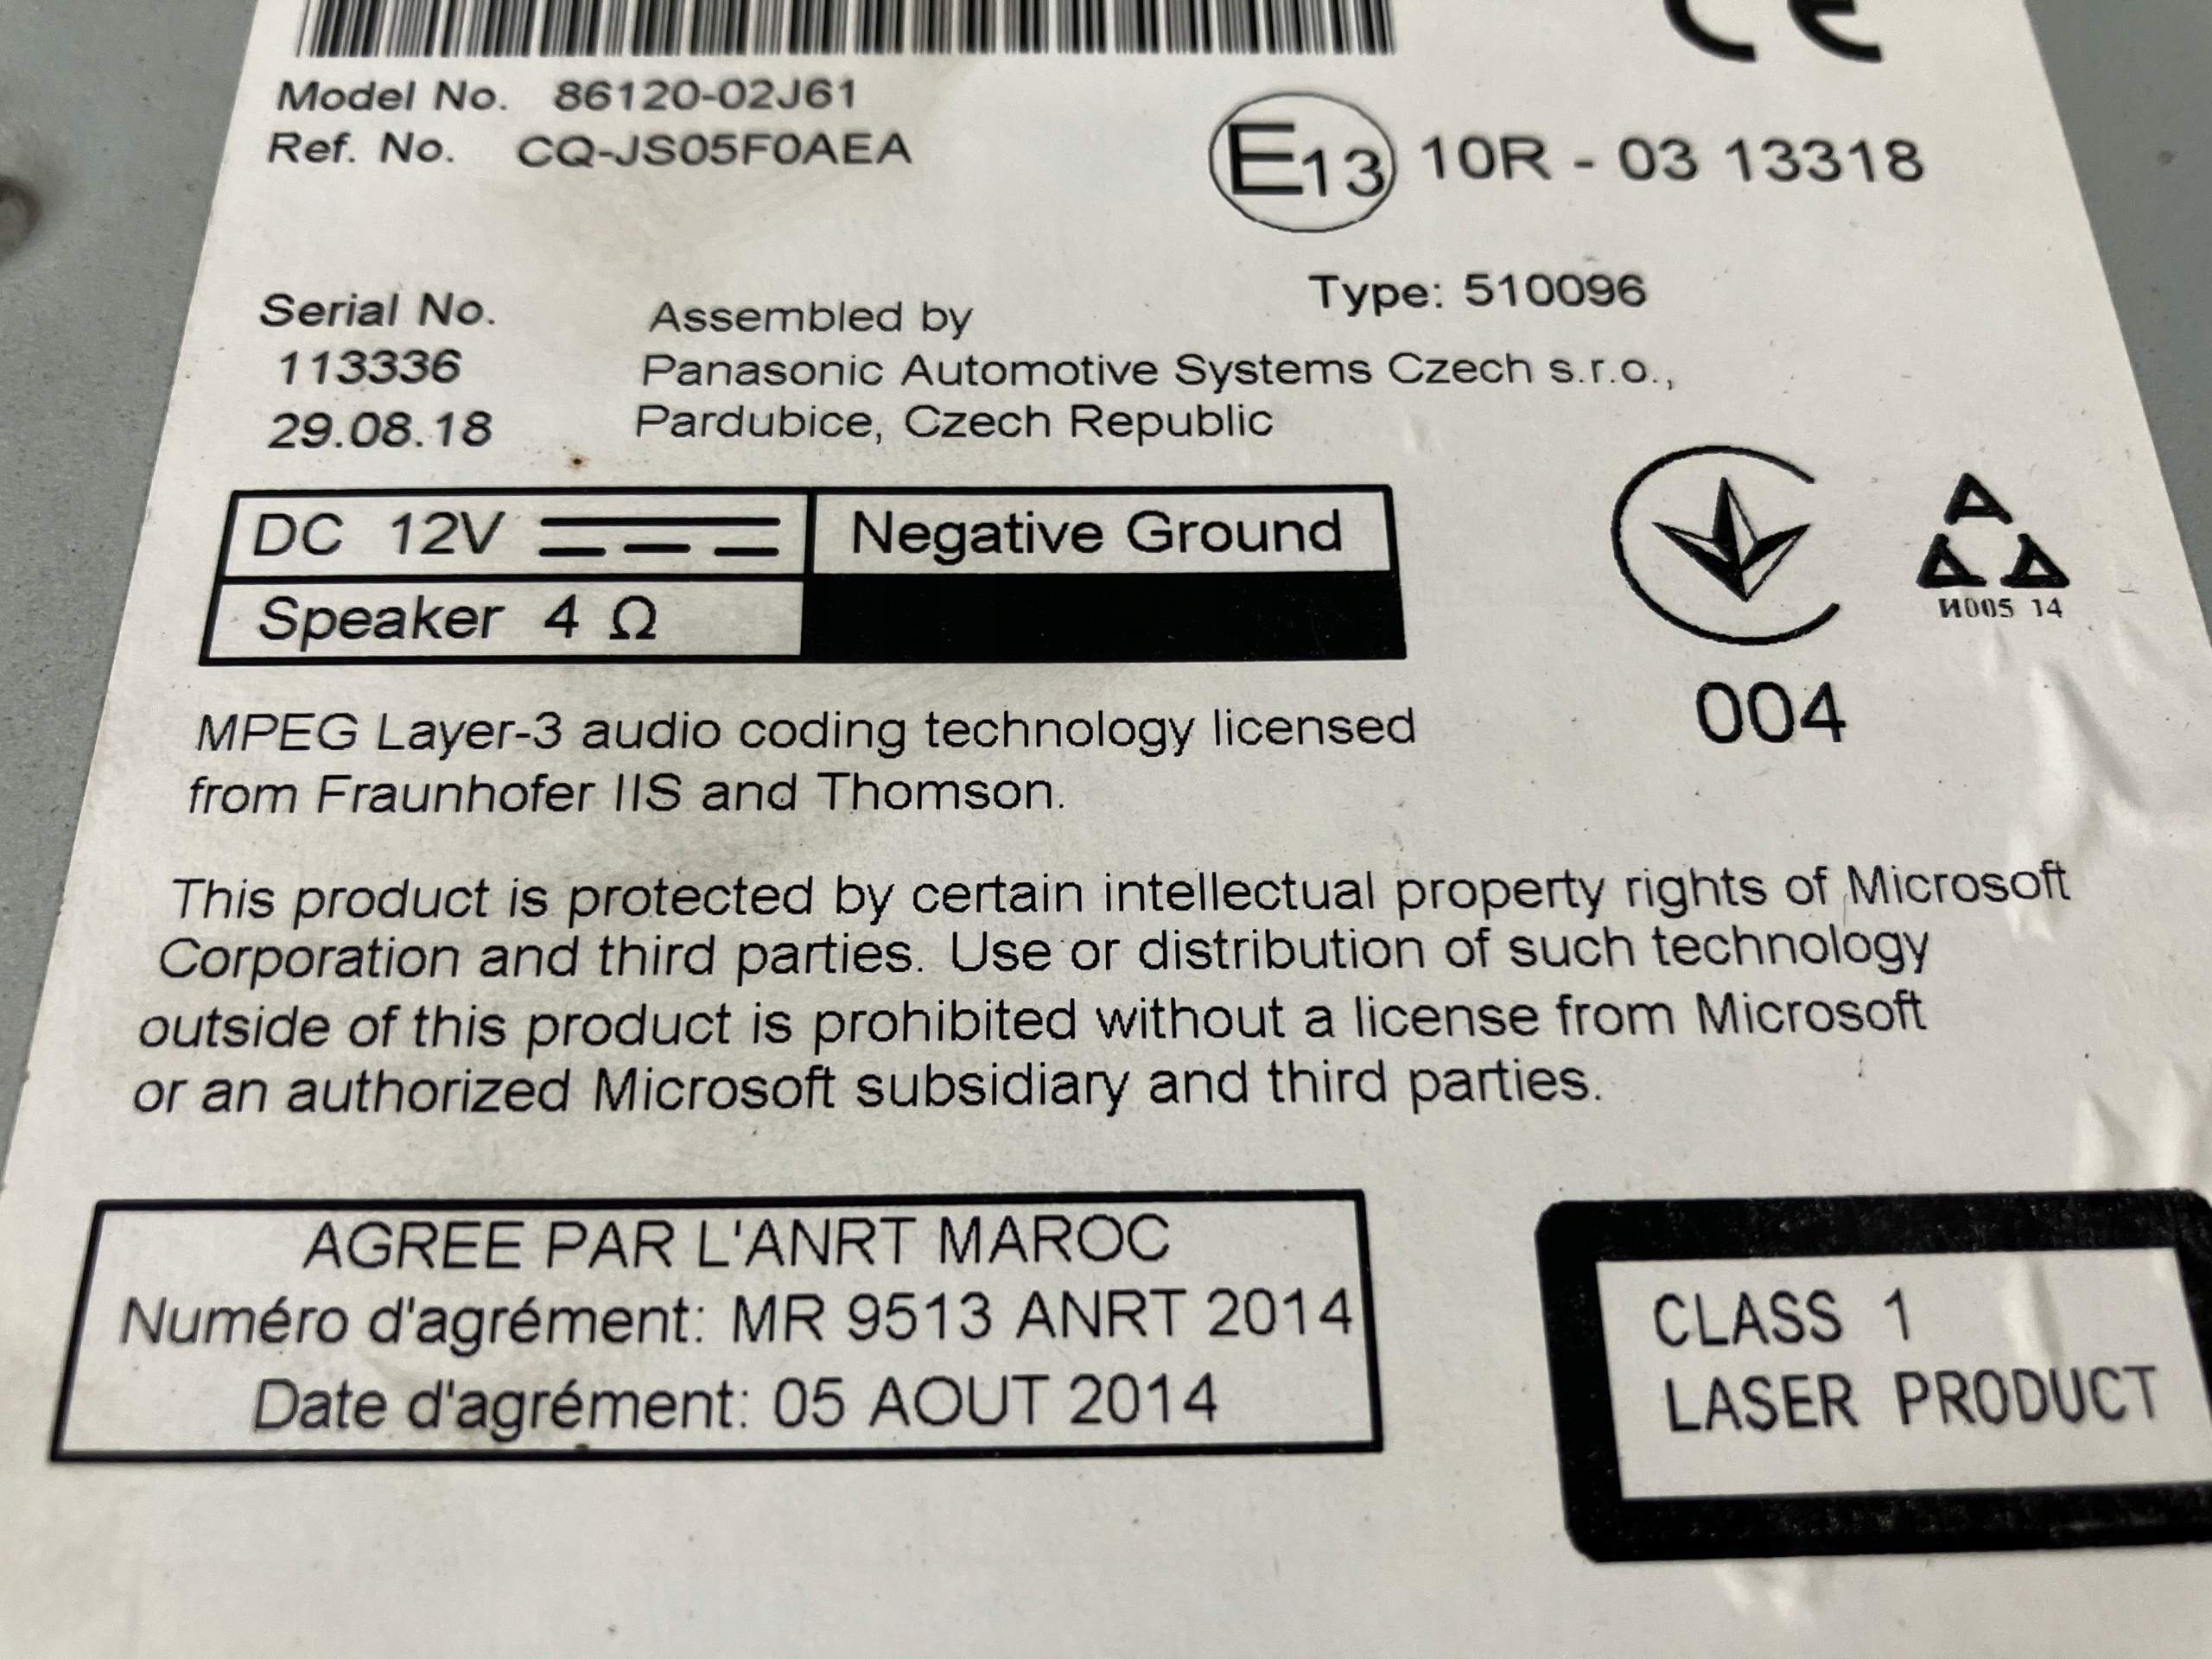 CE
Model No. 86120-02J61
Ref. No. CQ-JS05F0AEA
E13 10R - 03 13318
Type: 510096
Serial No.
113336
29.08.18
Assembled by
Panasonic Automotive Systems Czech s.r.o.,
Pardubice, Czech Republic
DC 12V Negative Ground
Speaker 4 Ω
И005 14
004
MPEG Layer-3 audio coding technology licensed
from Fraunhofer IIS and Thomson.
This product is protected by certain intellectual property rights of Microsoft
Corporation and third parties. Use or distribution of such technology
outside of this product is prohibited without a license from Microsoft
or an authorized Microsoft subsidiary and third parties.
AGREE PAR L'ANRT MAROC
Numéro d'agrément: MR 9513 ANRT 2014
Date d'agrément: 05 AOUT 2014
CLASS 1
LASER PRODUCT